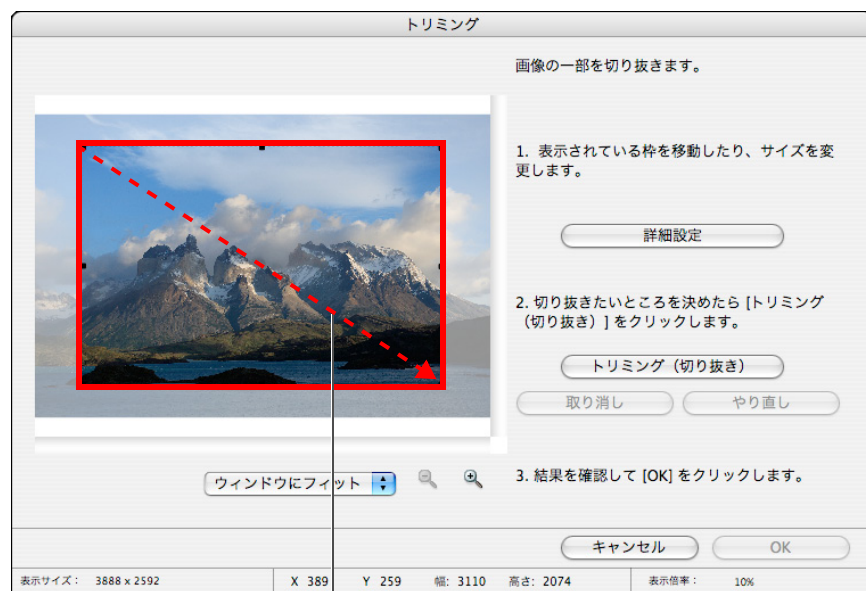 トリミング
画像の一部を切り抜きます。
1. 表示されている枠を移動したり、サイズを変
更します。
詳細設定
2. 切り抜きたいところを決めたら [トリミング
（切り抜き）] をクリックします。
トリミング（切り抜き）
取り消し
やり直し
ウィンドウにフィット
3. 結果を確認して [OK] をクリックします。
キャンセル
OK
表示サイズ： 3888 x 2592 X 389 Y 259 幅: 3110 高さ: 2074 表示倍率： 10%